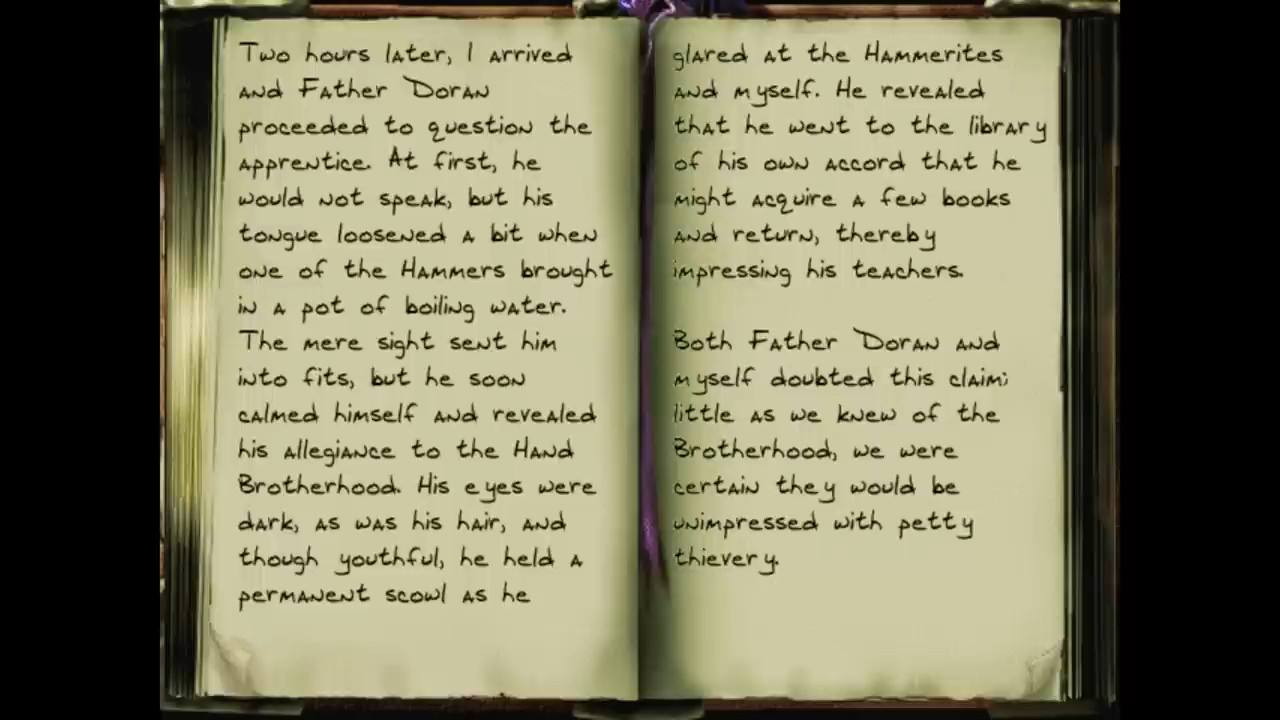 Two hours later, I arrived
and Father Doran
proceeded to question the
apprentice. At first, he
would not speak, but his
tongue loosened a bit when
one of the Hammers brought
in a pot of boiling water.
The mere sight sent him
into fits, but he soon
calmed himself and revealed
his allegiance to the Hand
Brotherhood. His eyes were
dark, as was his hair, and
though youthful, he held a
permanent scowl as he
glared at the Hammerites
and myself. He revealed
that he went to the library
of his own accord that he
might acquire a few books
and return, thereby
impressing his teachers.
Both Father Doran and
myself doubted this claim;
little as we knew of the
Brotherhood, we were
certain they would be
unimpressed with petty
thievery.